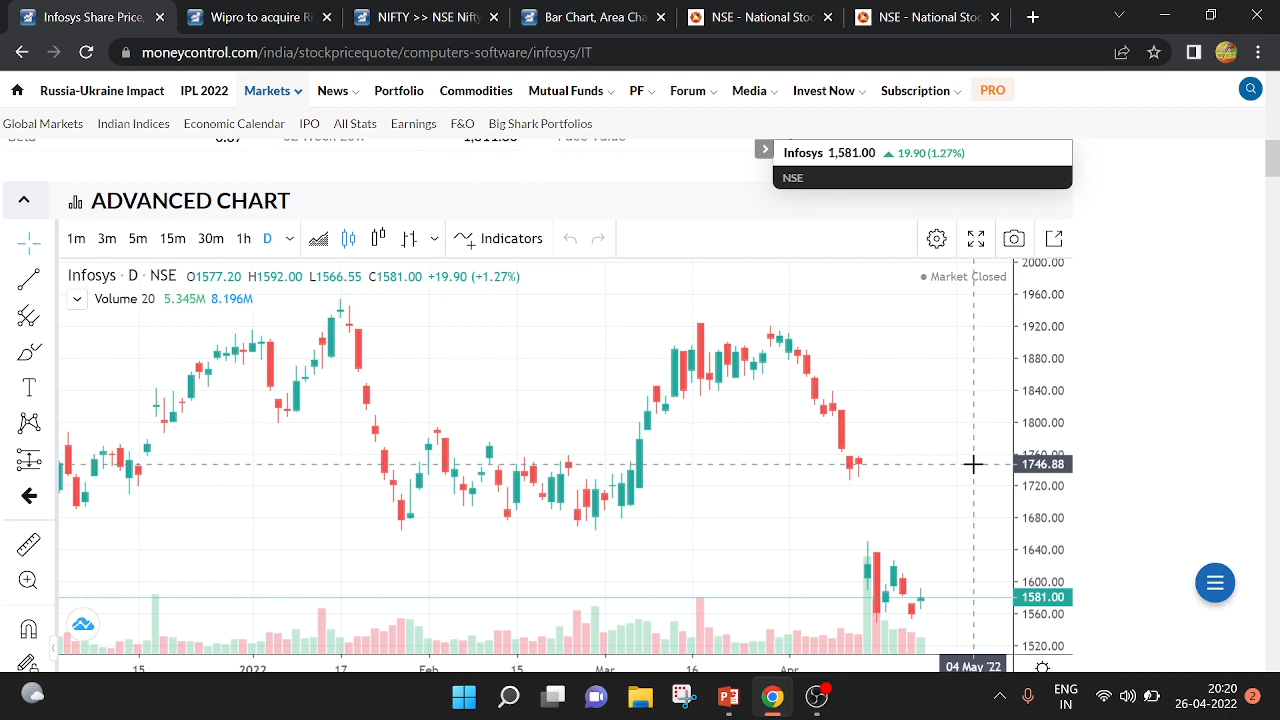 Infosys Share Price,
Wipro to acquire Ri
NIFTY >> NSE Nifty
Bar Chart, Area Cha
NSE - National Stoc
NSE - National Stoc
moneycontrol.com/india/stockpricequote/computers-software/infosys/IT
Russia-Ukraine Impact IPL 2022 Markets News Portfolio Commodities Mutual Funds PF Forum Media Invest Now Subscription PRO
Global Markets Indian Indices Economic Calendar IPO All Stats Earnings F&O Big Shark Portfolios
Infosys 1,581.00 19.90 (1.27%)
NSE
ADVANCED CHART
1m 3m 5m 15m 30m 1h D Indicators
Infosys · D · NSE O1577.20 H1592.00 L1566.55 C1581.00 +19.90 (+1.27%)
Market Closed
Volume 20 5.345M 8.196M
2000.00
1960.00
1920.00
1880.00
1840.00
1800.00
1760.00
1746.88
1720.00
1680.00
1640.00
1600.00
1581.00
1560.00
1520.00
15 2022 17 Feb 15 Mar 16 Apr 04 May '22
ENG
IN
20:20
26-04-2022
2